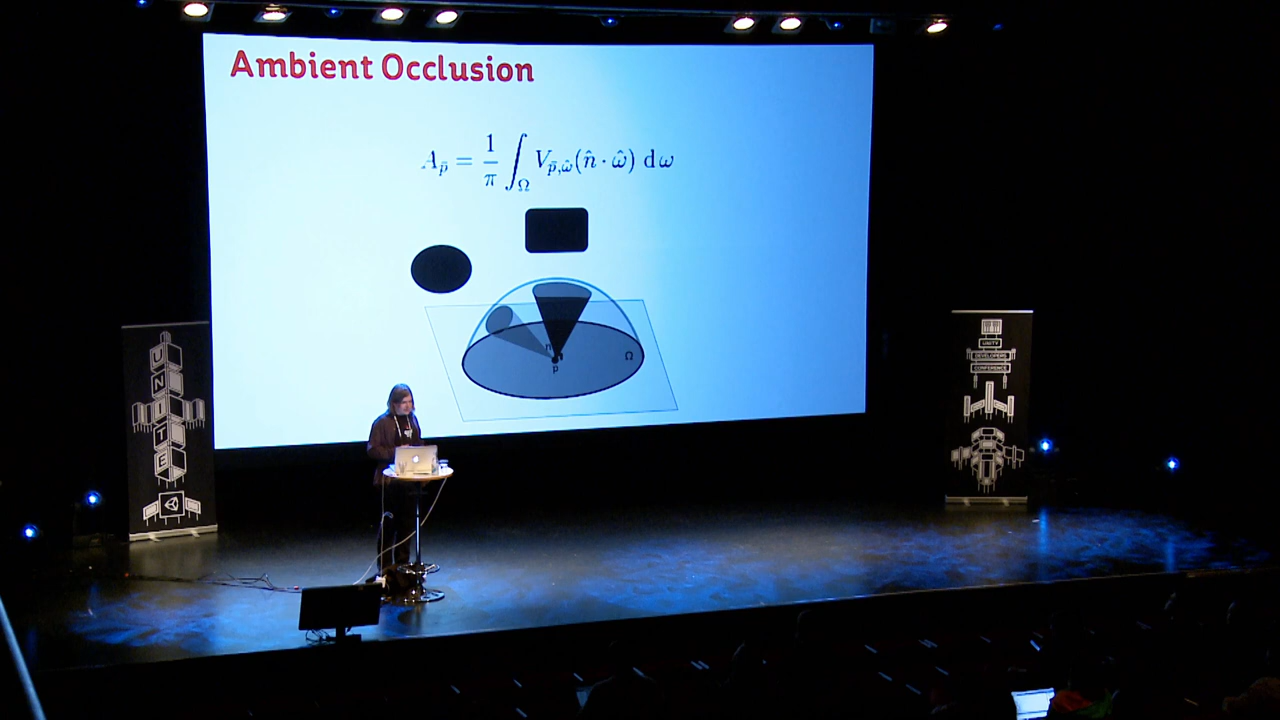 Ambient Occlusion
A_p̄ = 1/π ∫_Ω V_p̄,ω̂ (n̂ · ω̂) dω
Ω
n
p
UNITE
UNITY
DEVELOPERS
CONFERENCE